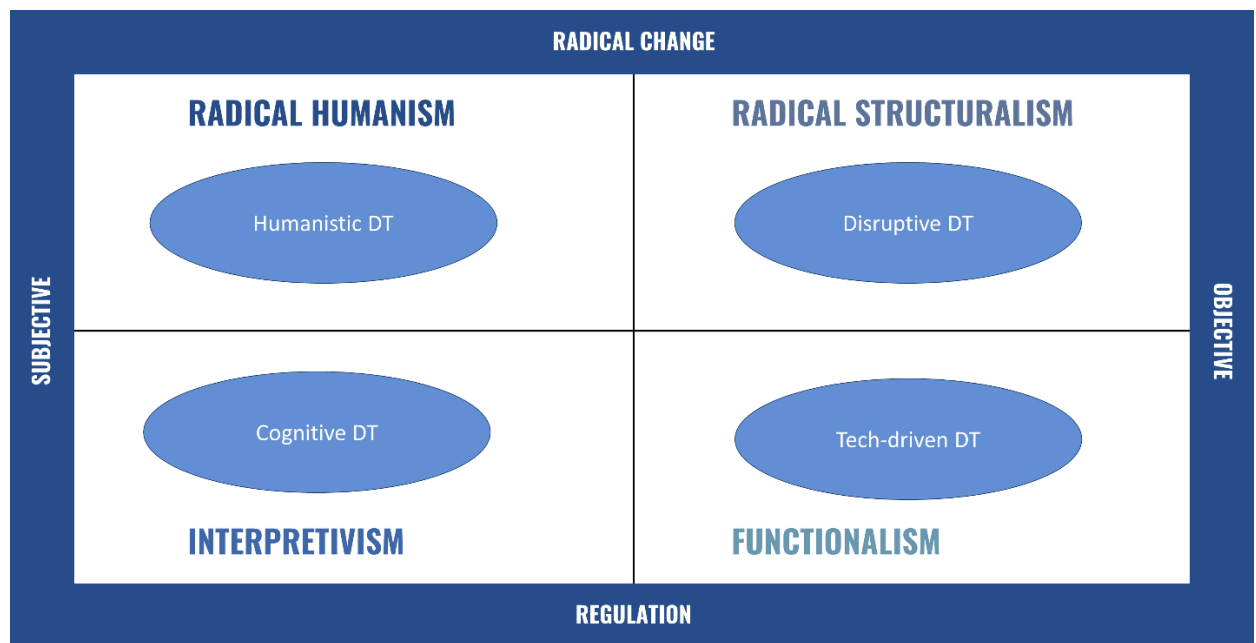 RADICAL CHANGE
RADICAL HUMANISM
RADICAL STRUCTURALISM
Humanistic DT
Disruptive DT
SUBJECTIVE
OBJECTIVE
Cognitive DT
Tech-driven DT
INTERPRETIVISM
FUNCTIONALISM
REGULATION